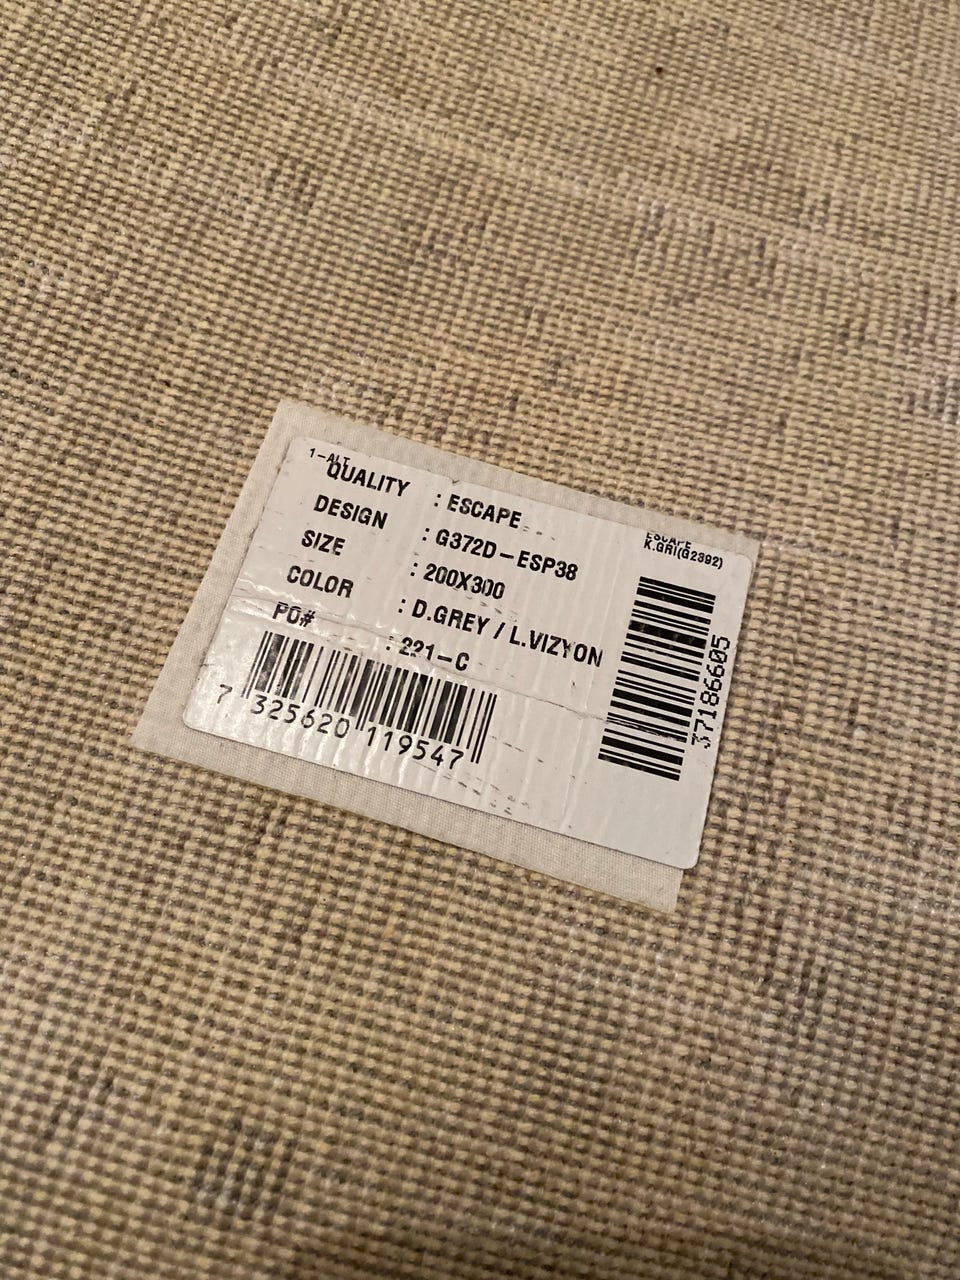 1-ALT
QUALITY : ESCAPE
DESIGN : G372D-ESP38
SIZE : 200X300
COLOR : D.GREY / L.VIZYON
PO# : 221-C
7 325620 119547
ESCAPE
K.GRI(G2392)
37186605